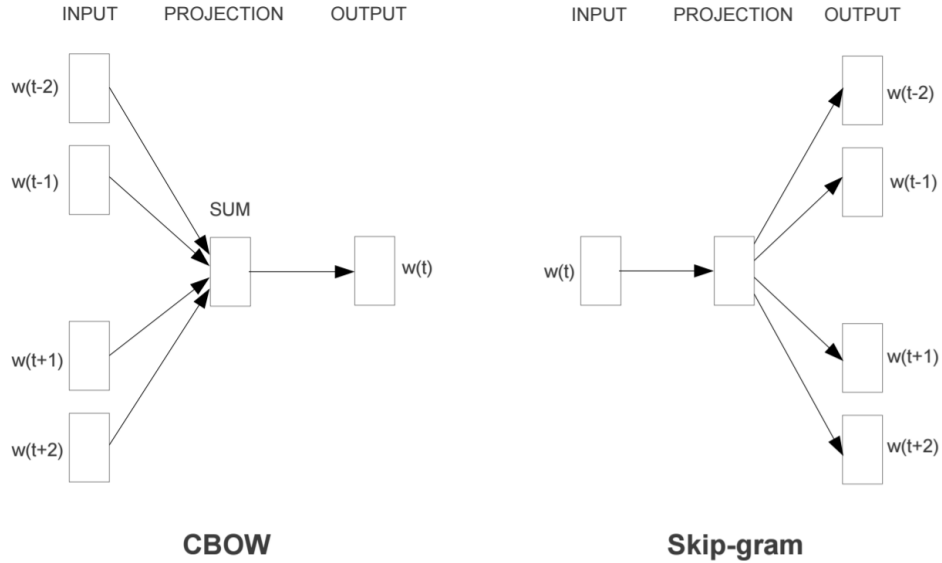 INPUT PROJECTION OUTPUT
w(t-2)
w(t-1)
SUM
w(t)
w(t+1)
w(t+2)
CBOW
INPUT PROJECTION OUTPUT
w(t-2)
w(t-1)
w(t)
w(t+1)
w(t+2)
Skip-gram